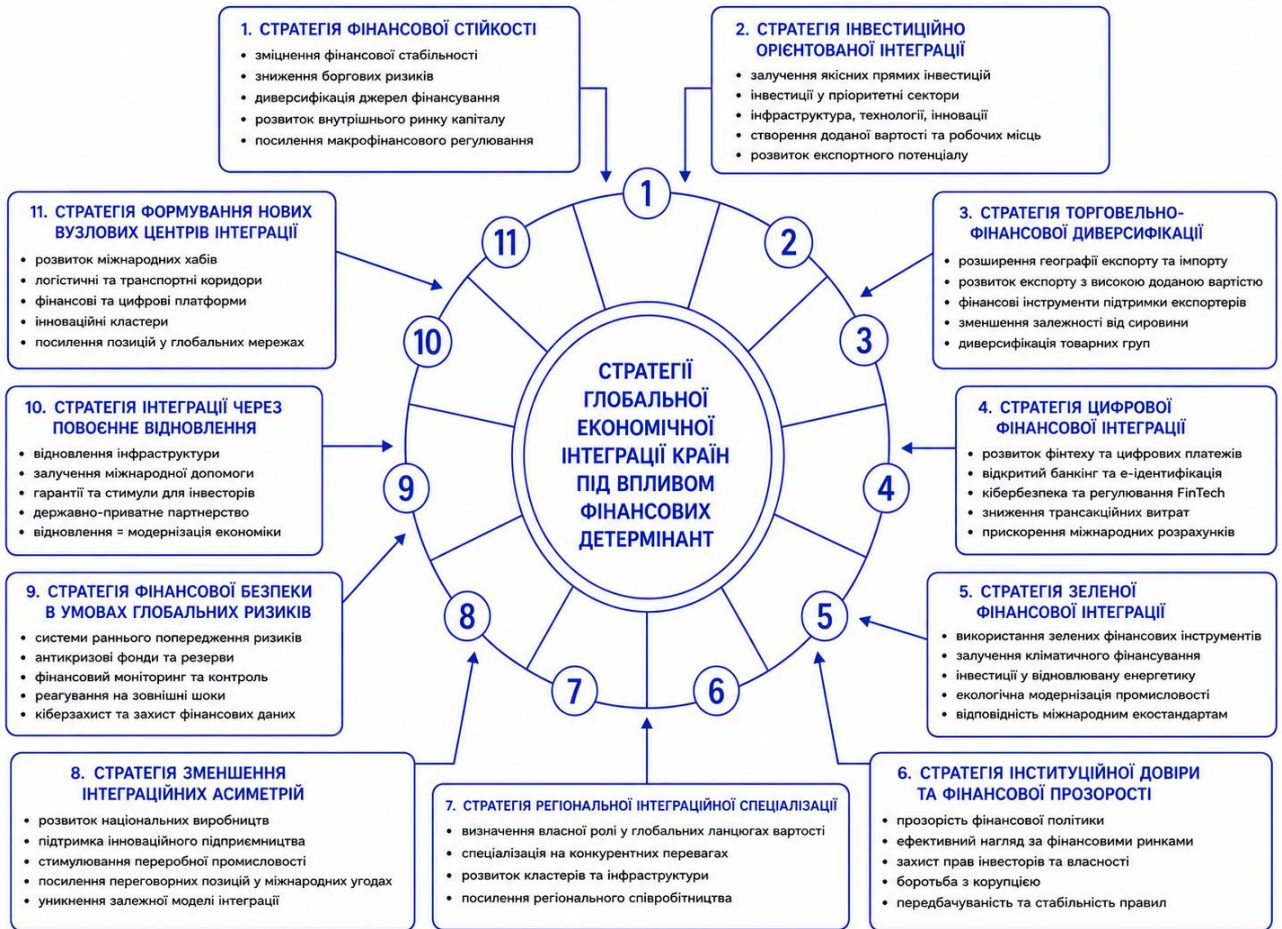 1. СТРАТЕГІЯ ФІНАНСОВОЇ СТІЙКОСТІ
• зміцнення фінансової стабільності
• зниження боргових ризиків
• диверсифікація джерел фінансування
• розвиток внутрішнього ринку капіталу
• посилення макрофінансового регулювання
2. СТРАТЕГІЯ ІНВЕСТИЦІЙНО
ОРІЄНТОВАНОЇ ІНТЕГРАЦІЇ
• залучення якісних прямих інвестицій
• інвестиції у пріоритетні сектори
• інфраструктура, технології, інновації
• створення доданої вартості та робочих місць
• розвиток експортного потенціалу
3. СТРАТЕГІЯ ТОРГОВЕЛЬНО-
ФІНАНСОВОЇ ДИВЕРСИФІКАЦІЇ
• розширення географії експорту та імпорту
• розвиток експорту з високою доданою вартістю
• фінансові інструменти підтримки експортерів
• зменшення залежності від сировини
• диверсифікація товарних груп
4. СТРАТЕГІЯ ЦИФРОВОЇ
ФІНАНСОВОЇ ІНТЕГРАЦІЇ
• розвиток фінтеху та цифрових платежів
• відкритий банкінг та е-ідентифікація
• кібербезпека та регулювання FinTech
• зниження трансакційних витрат
• прискорення міжнародних розрахунків
5. СТРАТЕГІЯ ЗЕЛЕНОЇ
ФІНАНСОВОЇ ІНТЕГРАЦІЇ
• використання зелених фінансових інструментів
• залучення кліматичного фінансування
• інвестиції у відновлювану енергетику
• екологічна модернізація промисловості
• відповідність міжнародним екостандартам
6. СТРАТЕГІЯ ІНСТИТУЦІЙНОЇ ДОВІРИ
ТА ФІНАНСОВОЇ ПРОЗОРОСТІ
• прозорість фінансової політики
• ефективний нагляд за фінансовими ринками
• захист прав інвесторів та власності
• боротьба з корупцією
• передбачуваність та стабільність правил
7. СТРАТЕГІЯ РЕГІОНАЛЬНОЇ ІНТЕГРАЦІЙНОЇ СПЕЦІАЛІЗАЦІЇ
• визначення власної ролі у глобальних ланцюгах вартості
• спеціалізація на конкурентних перевагах
• розвиток кластерів та інфраструктури
• посилення регіонального співробітництва
8. СТРАТЕГІЯ ЗМЕНШЕННЯ
ІНТЕГРАЦІЙНИХ АСИМЕТРІЙ
• розвиток національних виробництв
• підтримка інноваційного підприємництва
• стимулювання переробної промисловості
• посилення переговорних позицій у міжнародних угодах
• уникнення залежної моделі інтеграції
9. СТРАТЕГІЯ ФІНАНСОВОЇ БЕЗПЕКИ
В УМОВАХ ГЛОБАЛЬНИХ РИЗИКІВ
• системи раннього попередження ризиків
• антикризові фонди та резерви
• фінансовий моніторинг та контроль
• реагування на зовнішні шоки
• кіберзахист та захист фінансових даних
10. СТРАТЕГІЯ ІНТЕГРАЦІЇ ЧЕРЕЗ
ПОВОЄННЕ ВІДНОВЛЕННЯ
• відновлення інфраструктури
• залучення міжнародної допомоги
• гарантії та стимули для інвесторів
• державно-приватне партнерство
• відновлення = модернізація економіки
11. СТРАТЕГІЯ ФОРМУВАННЯ НОВИХ
ВУЗЛОВИХ ЦЕНТРІВ ІНТЕГРАЦІЇ
• розвиток міжнародних хабів
• логістичні та транспортні коридори
• фінансові та цифрові платформи
• інноваційні кластери
• посилення позицій у глобальних мережах
1
2
3
4
5
6
7
8
9
10
11
СТРАТЕГІЇ
ГЛОБАЛЬНОЇ
ЕКОНОМІЧНОЇ
ІНТЕГРАЦІЇ КРАЇН
ПІД ВПЛИВОМ
ФІНАНСОВИХ
ДЕТЕРМІНАНТ